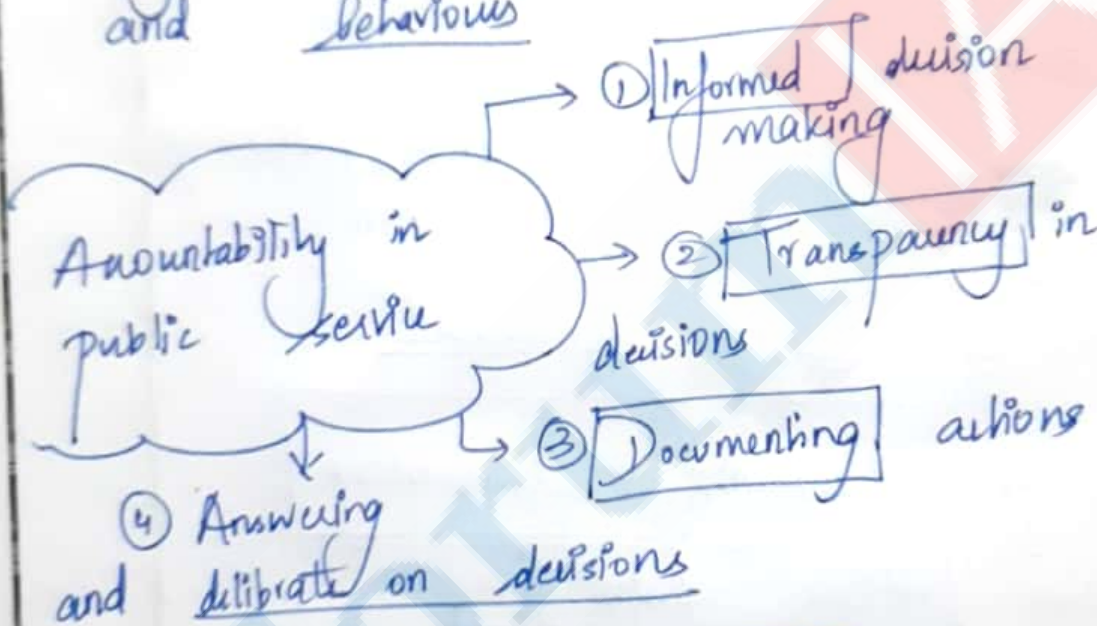 and behaviours
① Informed decision
making
Accountability in
public service
② Transparency in
decisions
③ Documenting actions
④ Answering
and delibrate on decisions